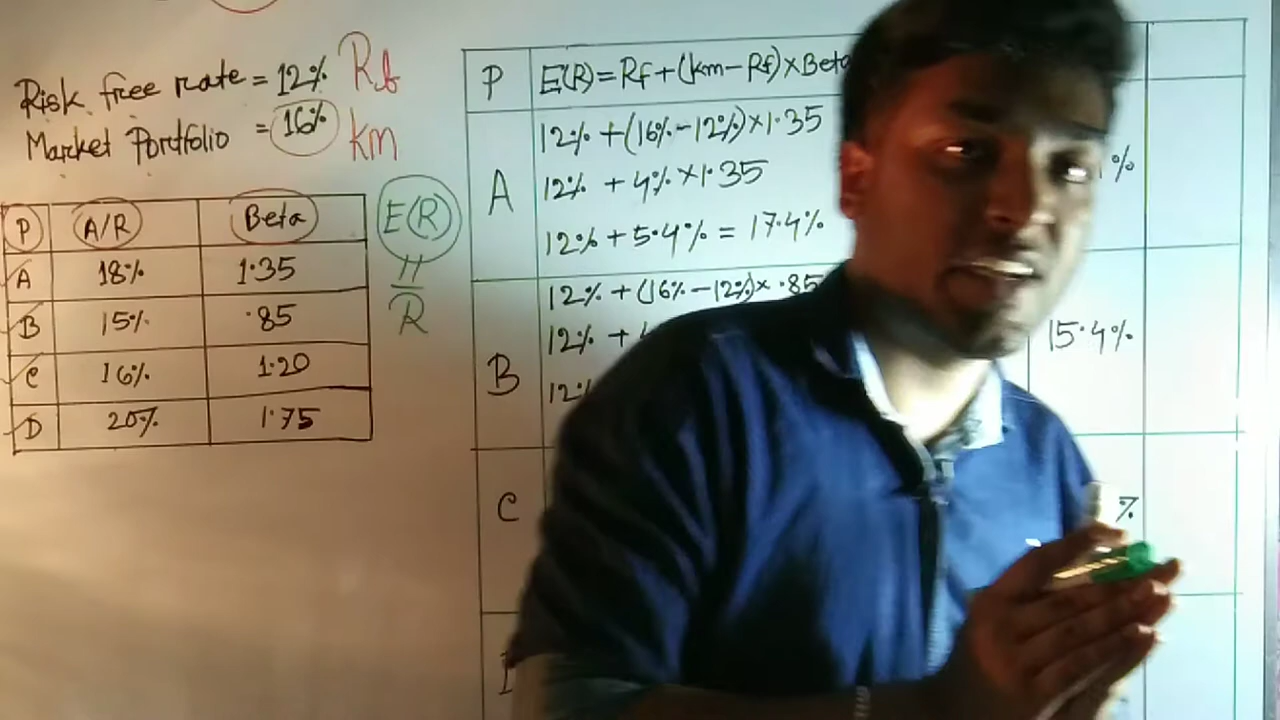 Risk free rate = 12% Rf
Market Portfolio = 16% km
P A/R Beta
A 18% 1.35
B 15% .85
C 16% 1.20
D 20% 1.75
E(R)
=
R
P E(R)=Rf+(km-Rf)×Beta
A
12%+(16%-12%)×1.35
12% + 4%×1.35
12%+5.4% = 17.4%
%
B
12%+(16%-12%)×.85
12% +
12%
15.4%
C
%